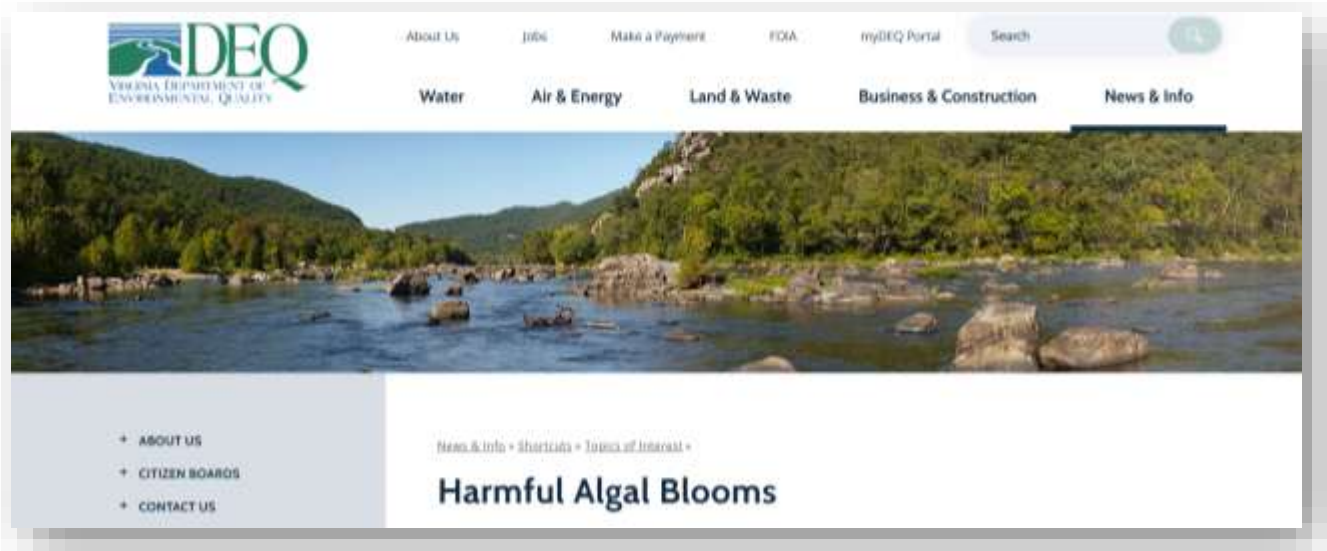 About Us Jobs Make a Payment FOIA myDEQ Portal Search
DEQ
VIRGINIA DEPARTMENT OF
ENVIRONMENTAL QUALITY
Water Air & Energy Land & Waste Business & Construction News & Info
+ ABOUT US
+ CITIZEN BOARDS
+ CONTACT US
News & Info » Shortcuts » Topics of Interest »
Harmful Algal Blooms